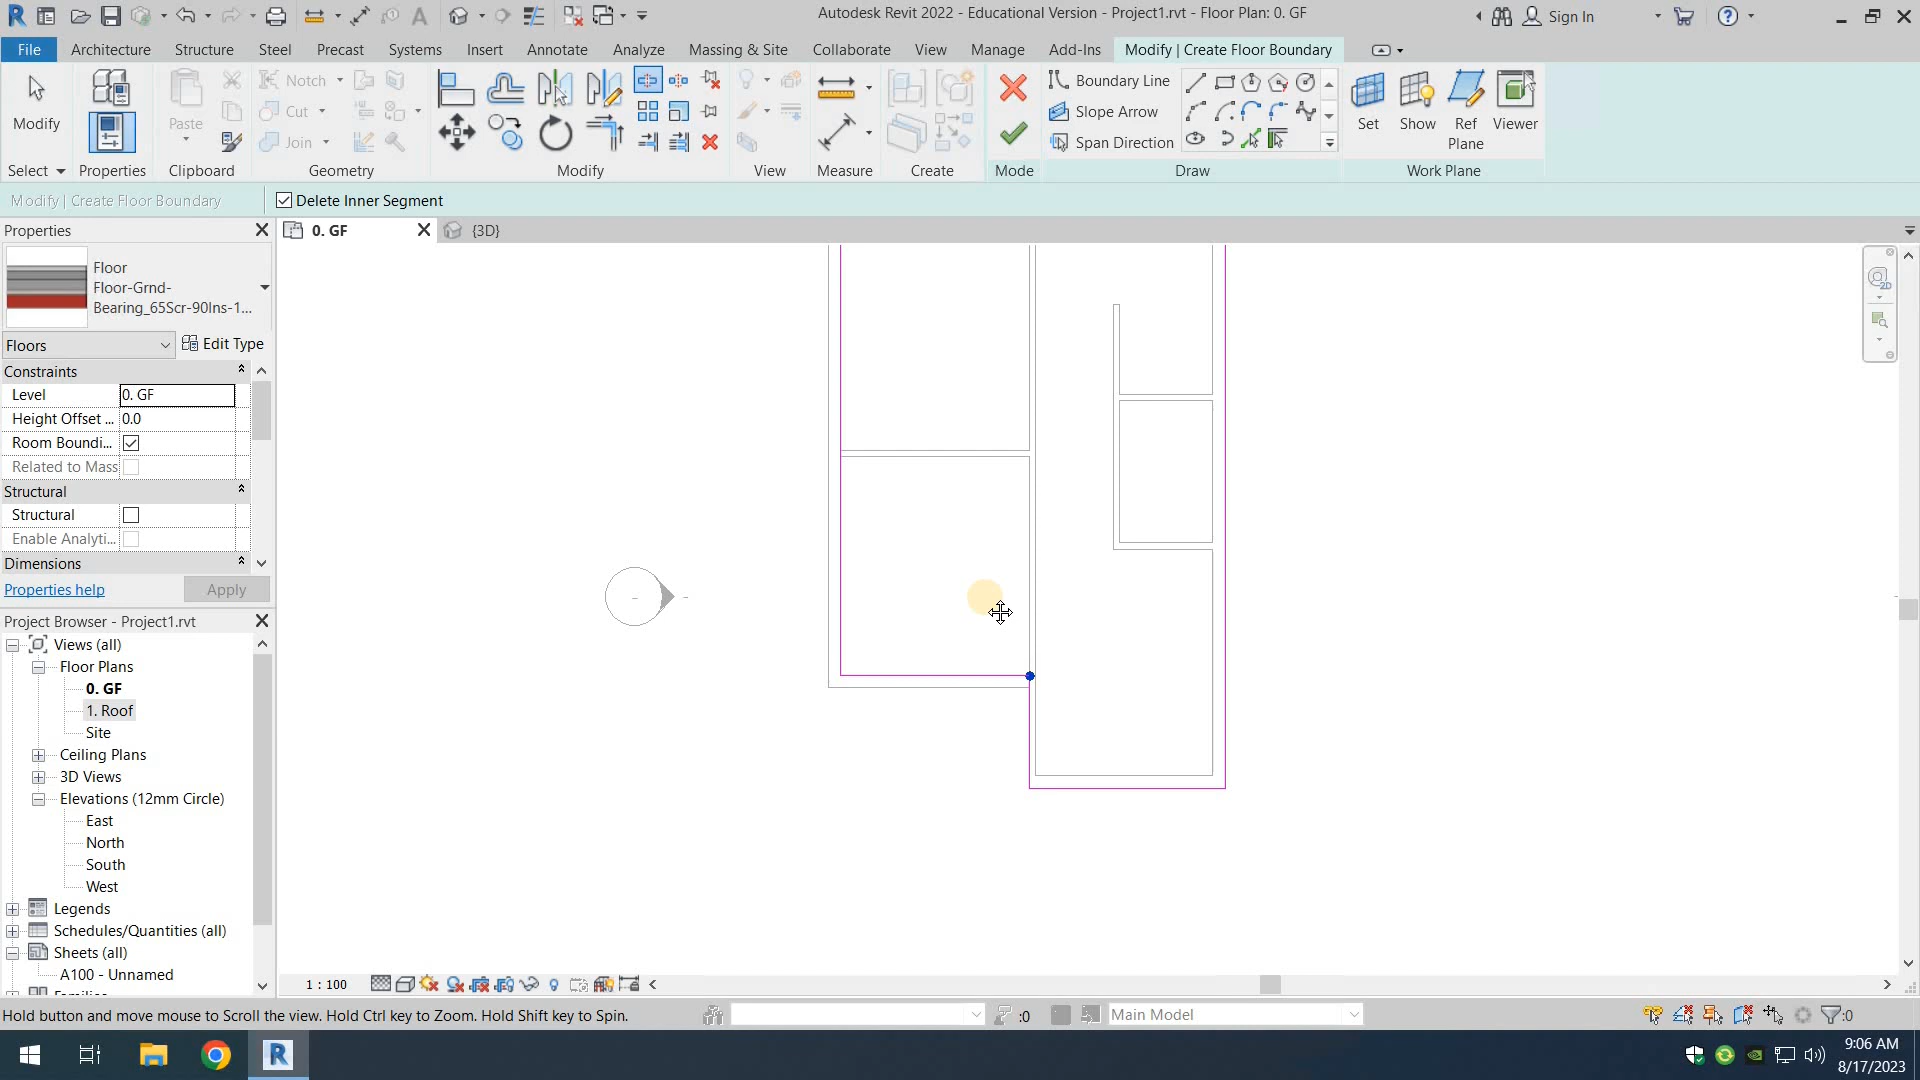 Autodesk Revit 2022 - Educational Version - Project1.rvt - Floor Plan: 0. GF
Sign In
File Architecture Structure Steel Precast Systems Insert Annotate Analyze Massing & Site Collaborate View Manage Add-Ins Modify | Create Floor Boundary
Modify
Paste
Notch
Cut
Join
Boundary Line
Slope Arrow
Span Direction
Set
Show
Ref
Plane
Viewer
Select Properties Clipboard Geometry Modify View Measure Create Mode Draw Work Plane
Modify | Create Floor Boundary
Delete Inner Segment
Properties
0. GF
{3D}
Floor
Floor-Grnd-
Bearing_65Scr-90Ins-1...
Floors
Edit Type
Constraints
Level 0. GF
Height Offset ... 0.0
Room Boundi...
Related to Mass
Structural
Structural
Enable Analyti...
Dimensions
Properties help
Apply
Project Browser - Project1.rvt
Views (all)
Floor Plans
0. GF
1. Roof
Site
Ceiling Plans
3D Views
Elevations (12mm Circle)
East
North
South
West
Legends
Schedules/Quantities (all)
Sheets (all)
A100 - Unnamed
1 : 100
Hold button and move mouse to Scroll the view. Hold Ctrl key to Zoom. Hold Shift key to Spin.
:0
Main Model
:0
9:06 AM
8/17/2023